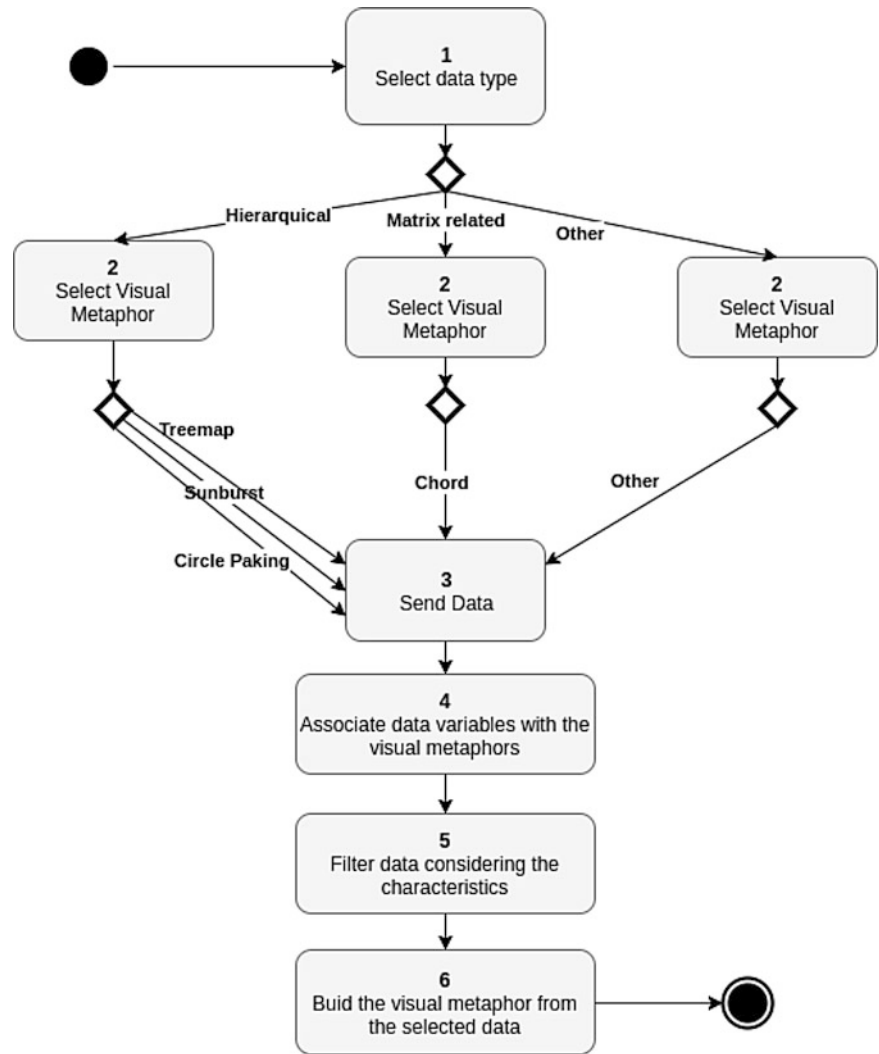 1
Select data type
Hierarquical
Matrix related
Other
2
Select Visual
Metaphor
2
Select Visual
Metaphor
2
Select Visual
Metaphor
Treemap
Sunburst
Circle Paking
Chord
Other
3
Send Data
4
Associate data variables with the
visual metaphors
5
Filter data considering the
characteristics
6
Buid the visual metaphor from
the selected data